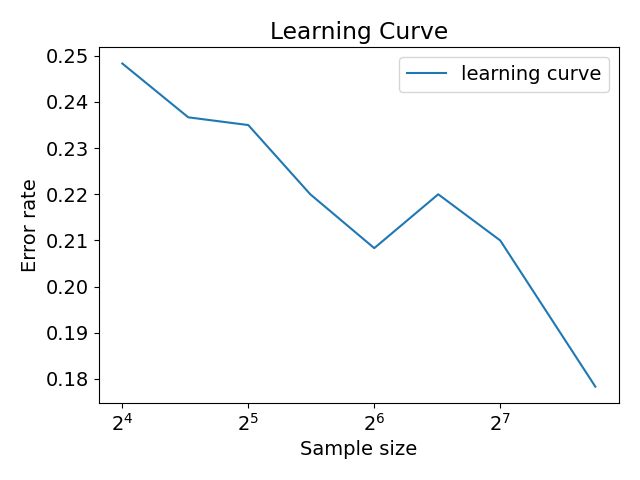 Learning Curve
learning curve
0.25
0.24
0.23
0.22
0.21
0.20
0.19
0.18
Error rate
2⁴ 2⁵ 2⁶ 2⁷
Sample size